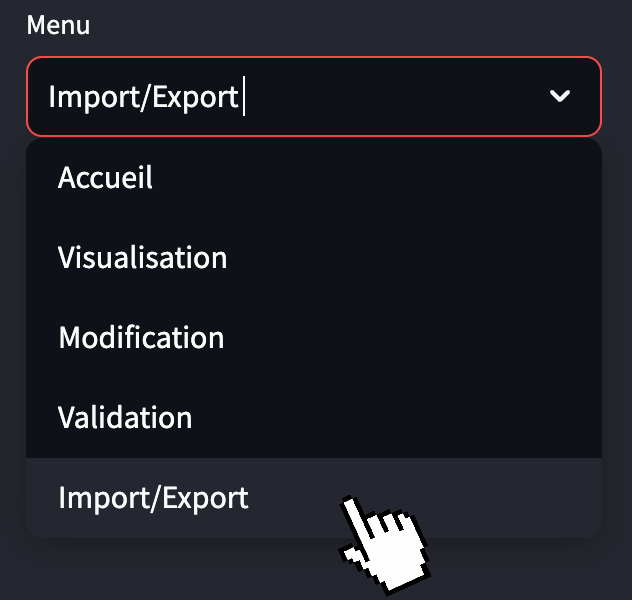 Menu
Import/Export
Accueil
Visualisation
Modification
Validation
Import/Export